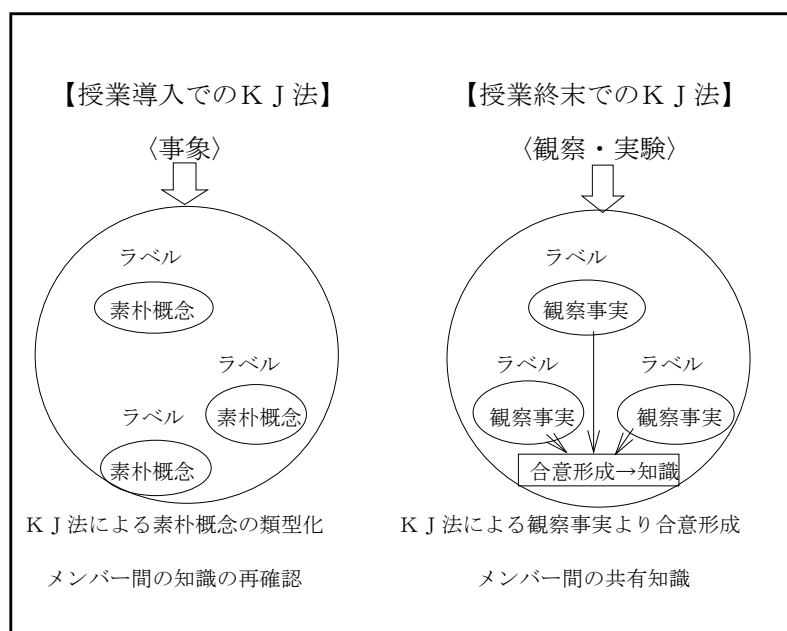 【授業導入でのＫＪ法】
〈事象〉
ラベル
素朴概念
ラベル
素朴概念
ラベル
素朴概念
ＫＪ法による素朴概念の類型化
メンバー間の知識の再確認
【授業終末でのＫＪ法】
〈観察・実験〉
ラベル
観察事実
ラベル
観察事実
ラベル
観察事実
合意形成→知識
ＫＪ法による観察事実より合意形成
メンバー間の共有知識